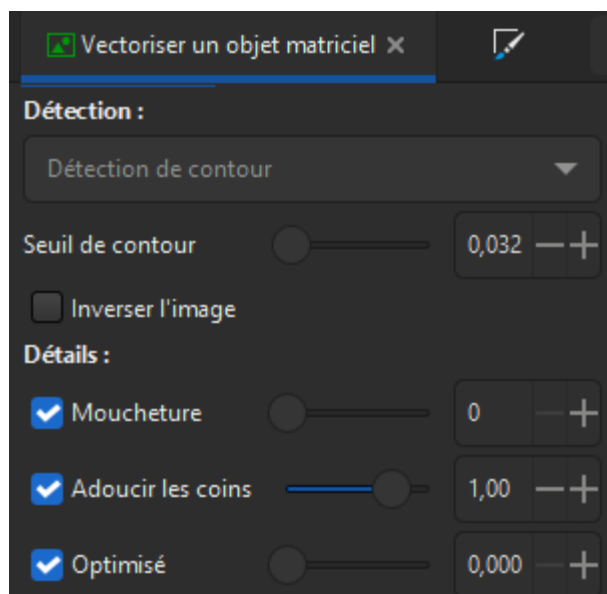 Vectoriser un objet matriciel
Détection :
Détection de contour
Seuil de contour 0,032
Inverser l'image
Détails :
Moucheture 0
Adoucir les coins 1,00
Optimisé 0,000